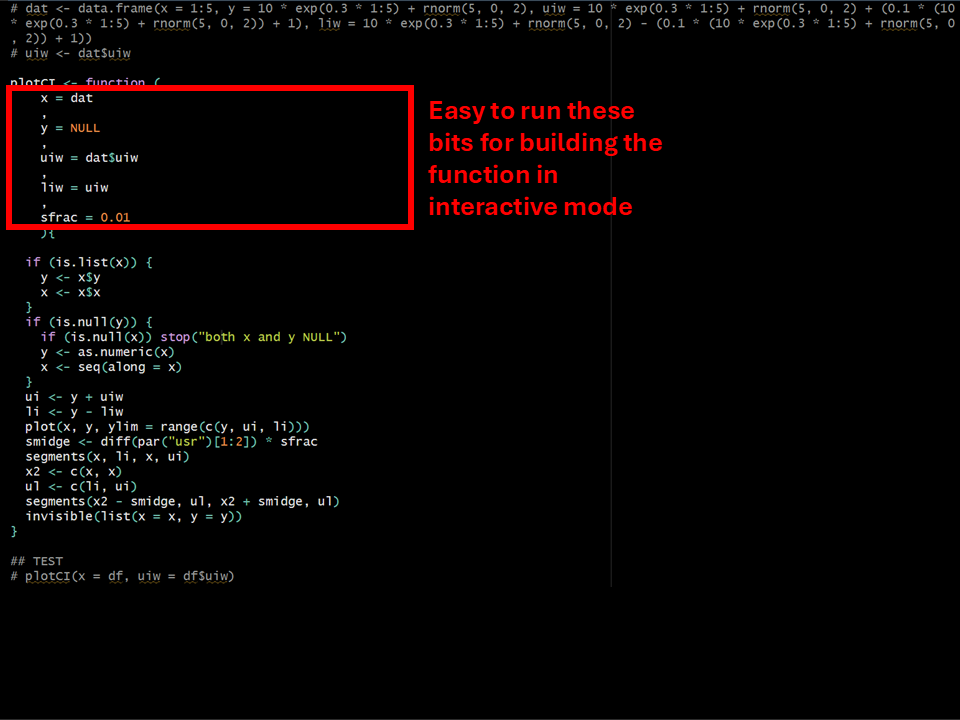 # dat <- data.frame(x = 1:5, y = 10 * exp(0.3 * 1:5) + rnorm(5, 0, 2), uiw = 10 * exp(0.3 * 1:5) + rnorm(5, 0, 2) + (0.1 * (10
* exp(0.3 * 1:5) + rnorm(5, 0, 2)) + 1), liw = 10 * exp(0.3 * 1:5) + rnorm(5, 0, 2) - (0.1 * (10 * exp(0.3 * 1:5) + rnorm(5, 0
, 2)) + 1))
# uiw <- dat$uiw
plotCI <- function (
x = dat
,
y = NULL
,
uiw = dat$uiw
,
liw = uiw
,
sfrac = 0.01
){
Easy to run these
bits for building the
function in
interactive mode
if (is.list(x)) {
y <- x$y
x <- x$x
}
if (is.null(y)) {
if (is.null(x)) stop("both x and y NULL")
y <- as.numeric(x)
x <- seq(along = x)
}
ui <- y + uiw
li <- y - liw
plot(x, y, ylim = range(c(y, ui, li)))
smidge <- diff(par("usr")[1:2]) * sfrac
segments(x, li, x, ui)
x2 <- c(x, x)
ul <- c(li, ui)
segments(x2 - smidge, ul, x2 + smidge, ul)
invisible(list(x = x, y = y))
}
## TEST
# plotCI(x = df, uiw = df$uiw)